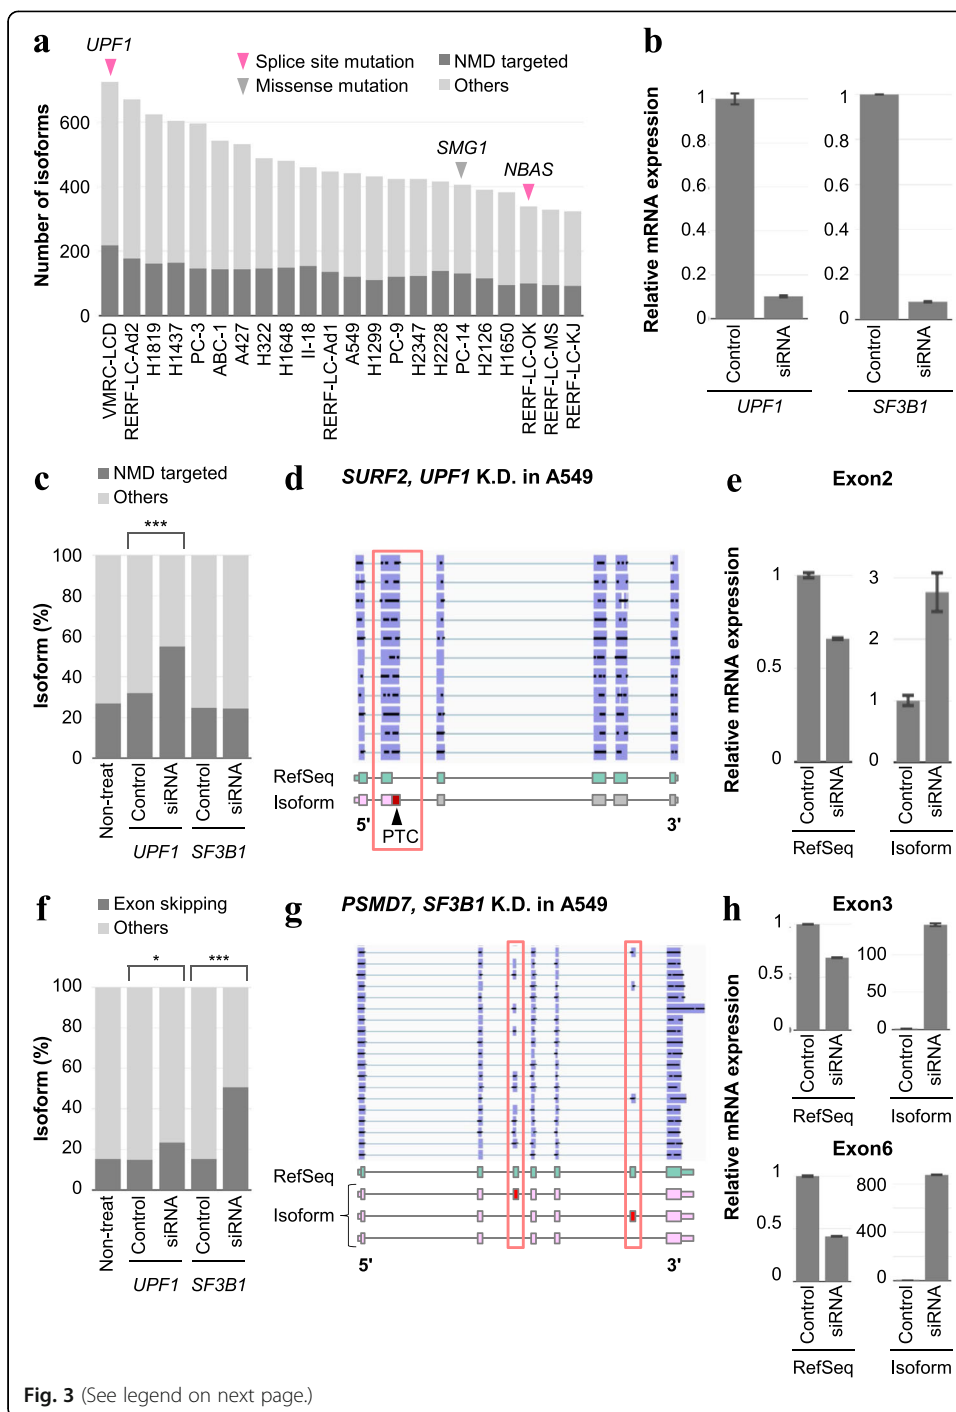 a
UPF1
Splice site mutation
Missense mutation
NMD targeted
Others
SMG1
NBAS
Number of isoforms
600
400
200
0
VMRC-LCD
RERF-LC-Ad2
H1819
H1437
PC-3
ABC-1
A427
H322
H1648
II-18
RERF-LC-Ad1
A549
H1299
PC-9
H2347
H2228
PC-14
H2126
H1650
RERF-LC-OK
RERF-LC-MS
RERF-LC-KJ
b
Relative mRNA expression
1
0.8
0.6
0.4
0.2
0
Control
siRNA
UPF1
1
0.8
0.6
0.4
0.2
0
Control
siRNA
SF3B1
c
NMD targeted
Others
***
Isoform (%)
100
80
60
40
20
0
Non-treat
Control
siRNA
Control
siRNA
UPF1
SF3B1
d
SURF2, UPF1 K.D. in A549
RefSeq
Isoform
5'
PTC
3'
e
Exon2
Relative mRNA expression
1
0.5
0
Control
siRNA
RefSeq
3
2
1
0
Control
siRNA
Isoform
f
Exon skipping
Others
*
***
Isoform (%)
100
80
60
40
20
0
Non-treat
Control
siRNA
Control
siRNA
UPF1
SF3B1
g
PSMD7, SF3B1 K.D. in A549
RefSeq
Isoform
5'
3'
h
Exon3
Relative mRNA expression
1
0.5
0
Control
siRNA
RefSeq
100
50
0
Control
siRNA
Isoform
Exon6
1
0.5
0
Control
siRNA
RefSeq
800
400
0
Control
siRNA
Isoform
Fig. 3 (See legend on next page.)